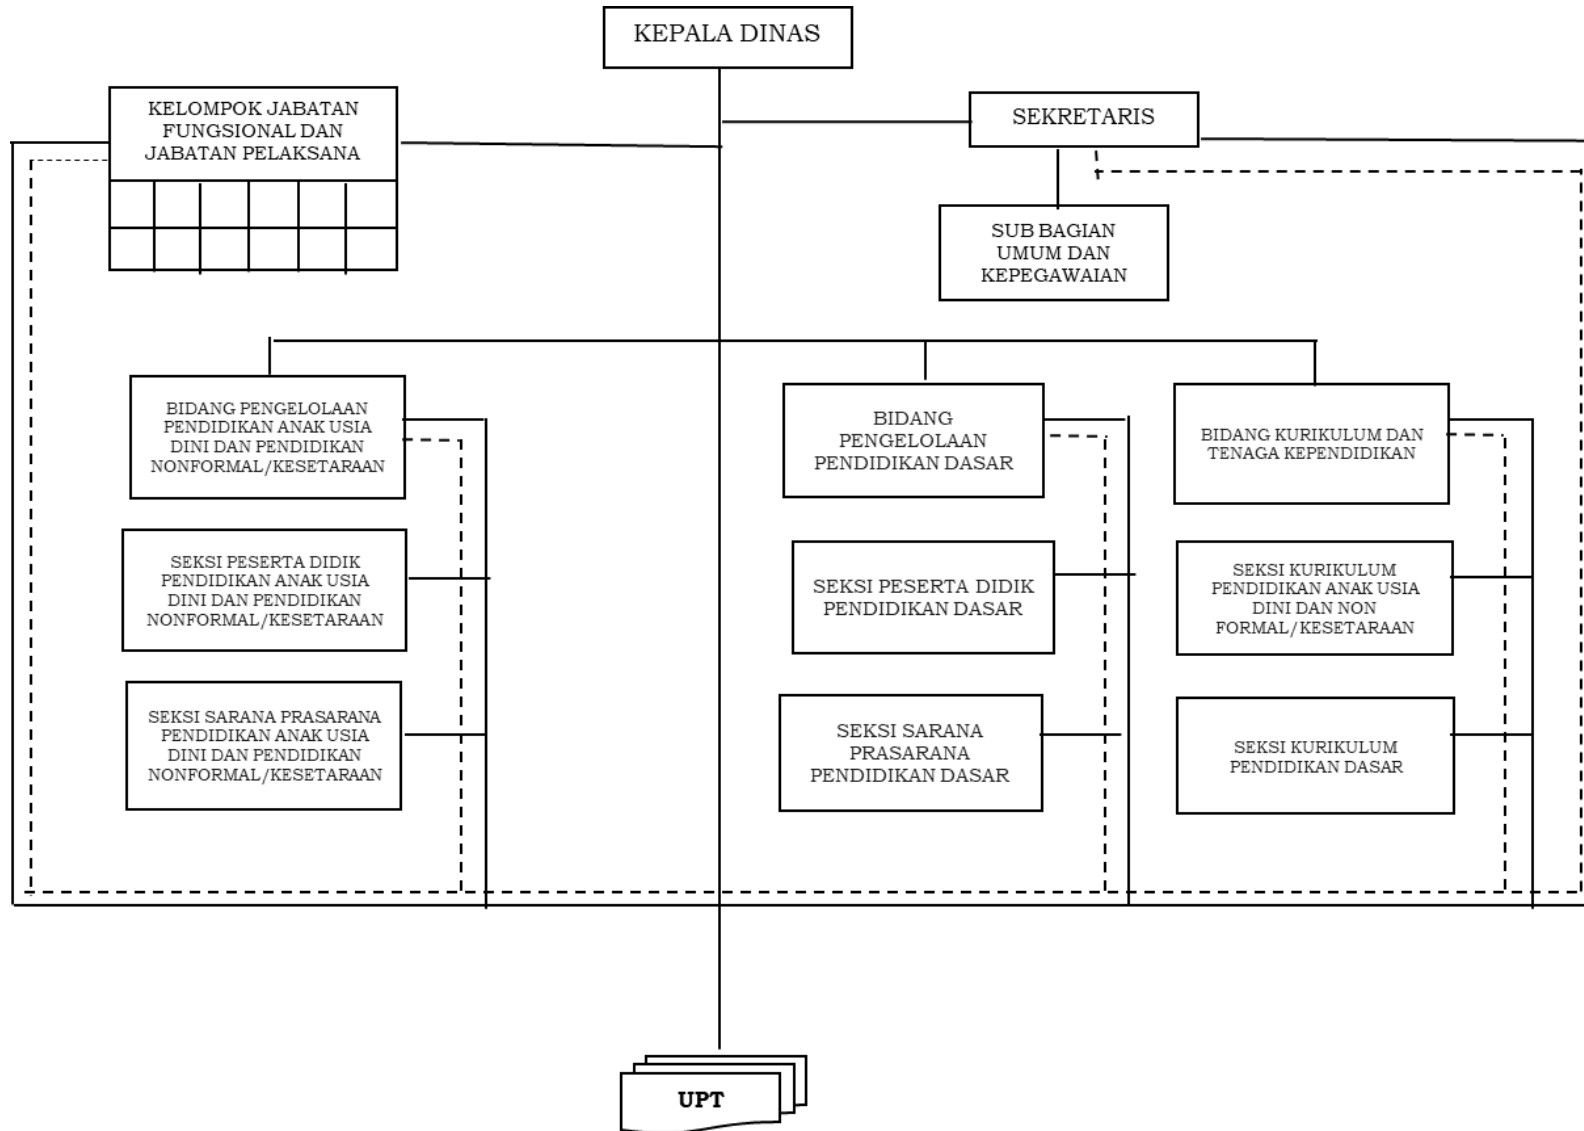 KEPALA DINAS
KELOMPOK JABATAN
FUNGSIONAL DAN
JABATAN PELAKSANA
SEKRETARIS
SUB BAGIAN
UMUM DAN
KEPEGAWAIAN
BIDANG PENGELOLAAN
PENDIDIKAN ANAK USIA
DINI DAN PENDIDIKAN
NONFORMAL/KESETARAAN
BIDANG
PENGELOLAAN
PENDIDIKAN DASAR
BIDANG KURIKULUM DAN
TENAGA KEPENDIDIKAN
SEKSI PESERTA DIDIK
PENDIDIKAN ANAK USIA
DINI DAN PENDIDIKAN
NONFORMAL/KESETARAAN
SEKSI PESERTA DIDIK
PENDIDIKAN DASAR
SEKSI KURIKULUM
PENDIDIKAN ANAK USIA
DINI DAN NON
FORMAL/KESETARAAN
SEKSI SARANA PRASARANA
PENDIDIKAN ANAK USIA
DINI DAN PENDIDIKAN
NONFORMAL/KESETARAAN
SEKSI SARANA
PRASARANA
PENDIDIKAN DASAR
SEKSI KURIKULUM
PENDIDIKAN DASAR
UPT